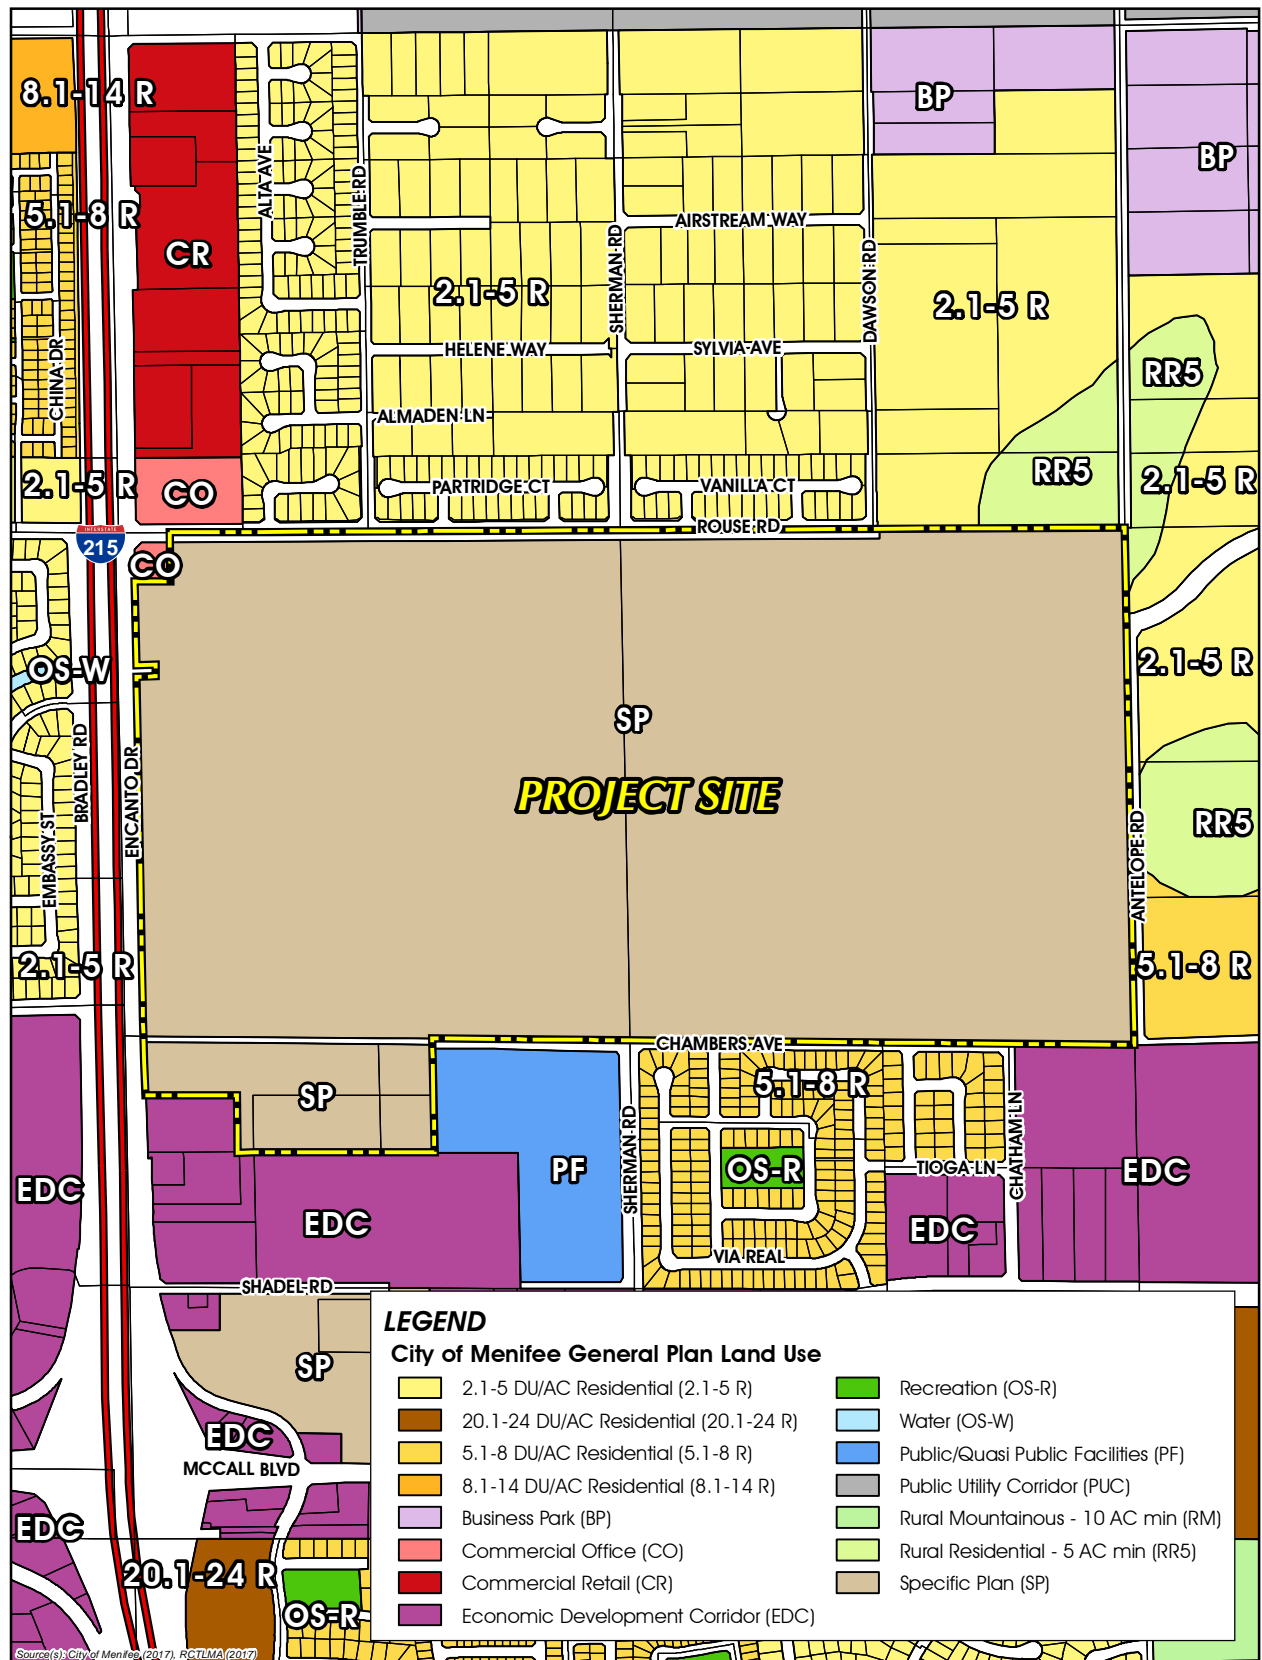 8.1-14 R
BP
BP
5.1-8 R
ALTA AVE
TRUMBLE RD
AIRSTREAM WAY
CR
SHERMAN RD
DAWSON RD
2.1-5 R
2.1-5 R
CHINA DR
HELENE WAY
SYLVIA AVE
RR5
ALMADEN LN
RR5
2.1-5 R
CO
PARTRIDGE CT
VANILLA CT
2.1-5 R
ROUSE RD
INTERSTATE
215
CO
OS-W
2.1-5 R
SP
BRADLEY RD
ENCANTO DR
PROJECT SITE
EMBASSY ST
ANTELOPE RD
RR5
2.1-5 R
5.1-8 R
CHAMBERS AVE
SP
5.1-8 R
SHERMAN RD
CHATHAM LN
EDC
PF
OS-R
TIOGA LN
EDC
EDC
EDC
VIA REAL
SHADEL RD
SP
EDC
MCCALL BLVD
EDC
20.1-24 R
OS-R
LEGEND
City of Menifee General Plan Land Use
2.1-5 DU/AC Residential (2.1-5 R)
20.1-24 DU/AC Residential (20.1-24 R)
5.1-8 DU/AC Residential (5.1-8 R)
8.1-14 DU/AC Residential (8.1-14 R)
Business Park (BP)
Commercial Office (CO)
Commercial Retail (CR)
Economic Development Corridor (EDC)
Recreation (OS-R)
Water (OS-W)
Public/Quasi Public Facilities (PF)
Public Utility Corridor (PUC)
Rural Mountainous - 10 AC min (RM)
Rural Residential - 5 AC min (RR5)
Specific Plan (SP)
Source(s): City of Menifee (2017), RCTLMA (2017)